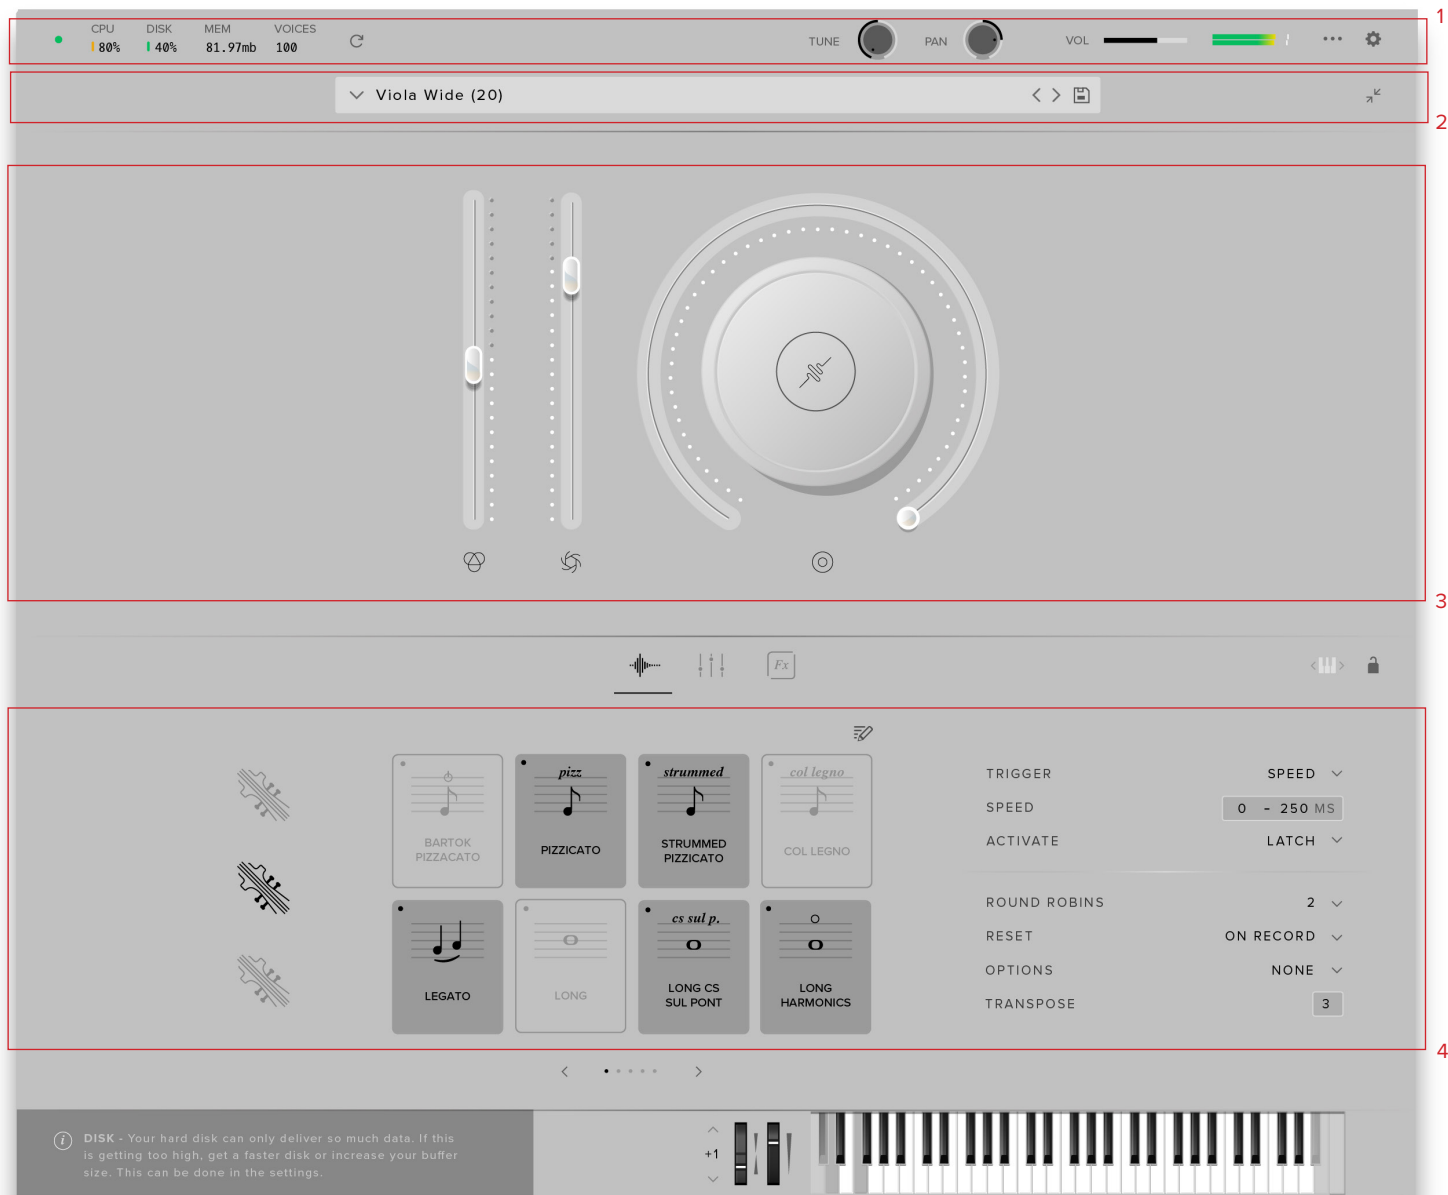 1
CPU DISK MEM VOICES
80% 40% 81.97mb 100
TUNE PAN VOL
Viola Wide (20)
2
3
Fx
pizz strummed col legno
BARTOK PIZZACATO
PIZZICATO
STRUMMED PIZZICATO
COL LEGNO
cs sul p.
LEGATO
LONG
LONG CS SUL PONT
LONG HARMONICS
TRIGGER SPEED
SPEED 0 - 250 MS
ACTIVATE LATCH
ROUND ROBINS 2
RESET ON RECORD
OPTIONS NONE
TRANSPOSE 3
4
i DISK - Your hard disk can only deliver so much data. If this
is getting too high, get a faster disk or increase your buffer
size. This can be done in the settings.
+1